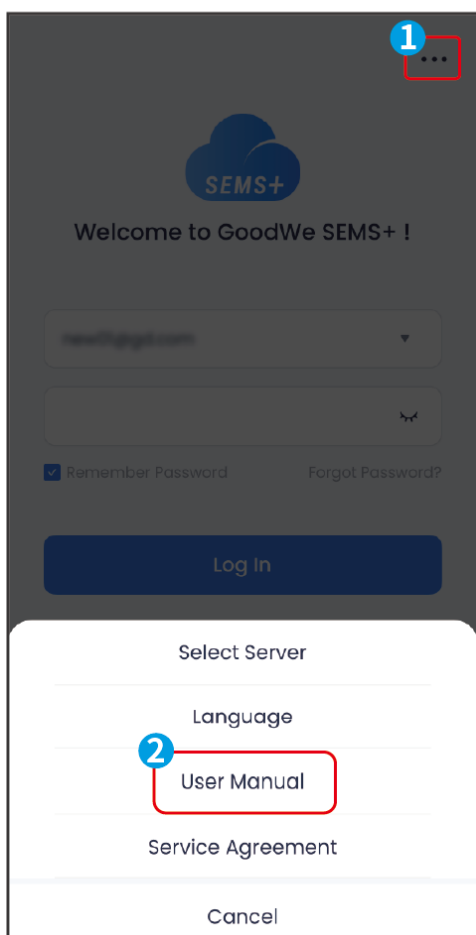 1
...
SEMS+
Welcome to GoodWe SEMS+ !
Remember Password
Forgot Password?
Log In
Select Server
Language
2
User Manual
Service Agreement
Cancel